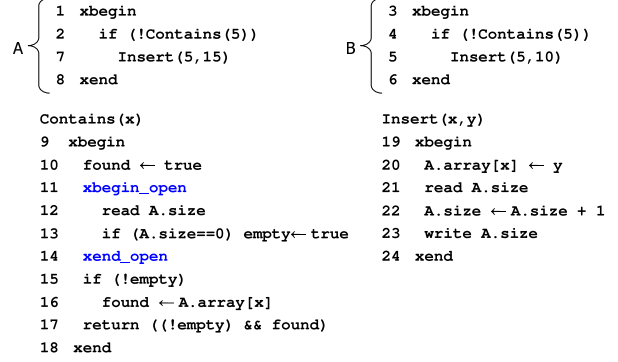 1 xbegin
2 if (!Contains(5))
A
7 Insert(5,15)
8 xend
3 xbegin
4 if (!Contains(5))
B
5 Insert(5,10)
6 xend
Contains(x)
9 xbegin
10 found ← true
11 xbegin_open
12 read A.size
13 if (A.size==0) empty← true
14 xend_open
15 if (!empty)
16 found ← A.array[x]
17 return ((!empty) && found)
18 xend
Insert(x,y)
19 xbegin
20 A.array[x] ← y
21 read A.size
22 A.size ← A.size + 1
23 write A.size
24 xend